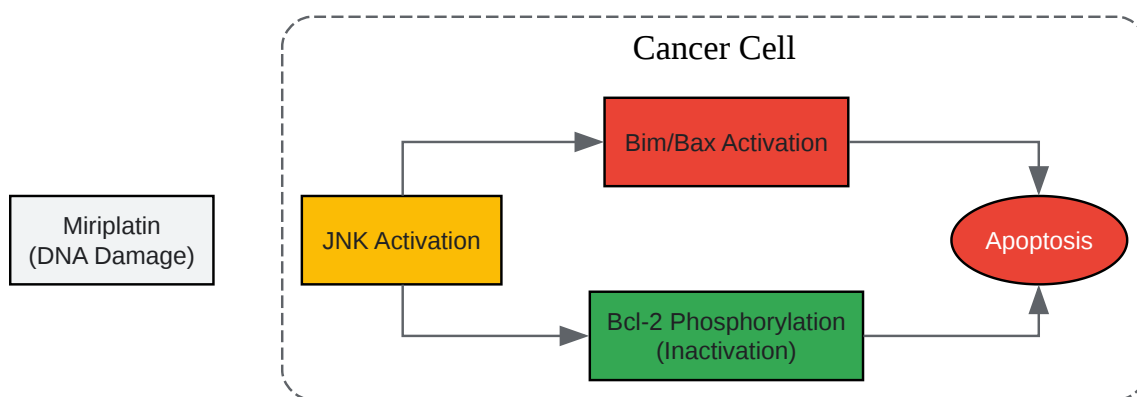 Cancer Cell
Bim/Bax Activation
Miriplatin
(DNA Damage)
JNK Activation
Apoptosis
Bcl-2 Phosphorylation
(Inactivation)